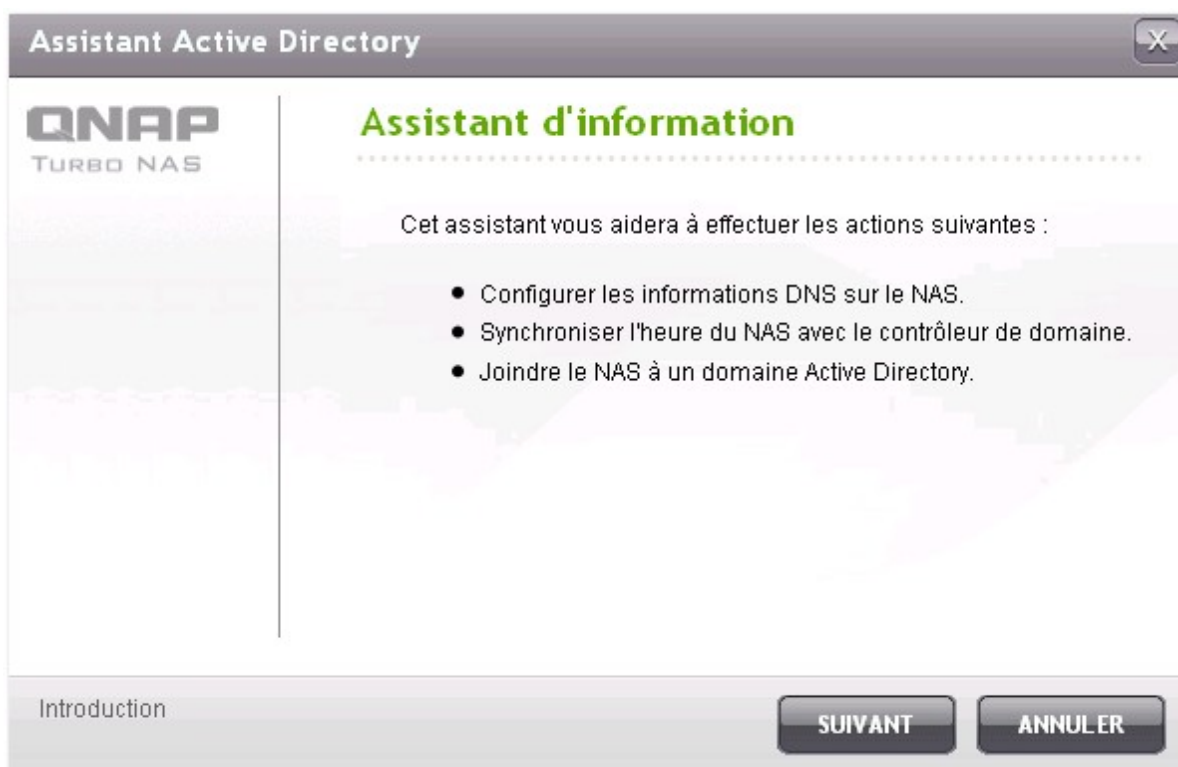 Assistant Active Directory
X
QNAP
TURBO NAS
Assistant d'information
Cet assistant vous aidera à effectuer les actions suivantes :
• Configurer les informations DNS sur le NAS.
• Synchroniser l'heure du NAS avec le contrôleur de domaine.
• Joindre le NAS à un domaine Active Directory.
Introduction
SUIVANT
ANNULER